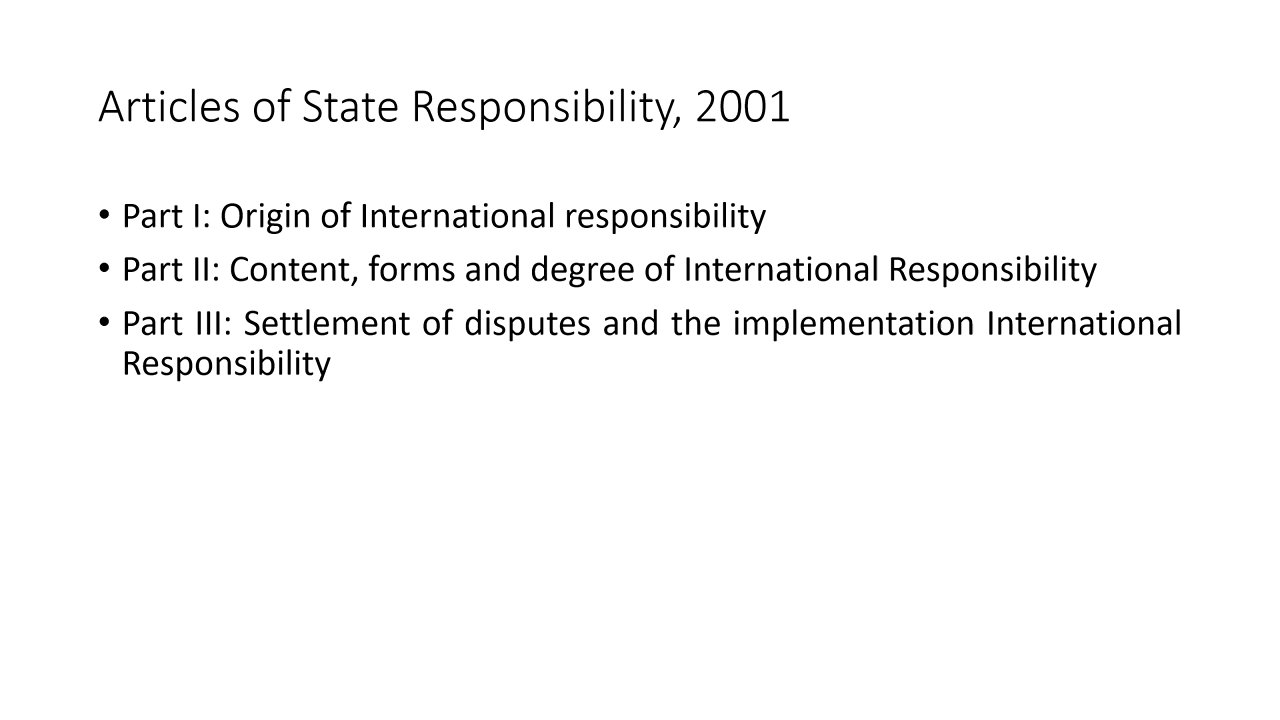 Articles of State Responsibility, 2001
• Part I: Origin of International responsibility
• Part II: Content, forms and degree of International Responsibility
• Part III: Settlement of disputes and the implementation International
Responsibility